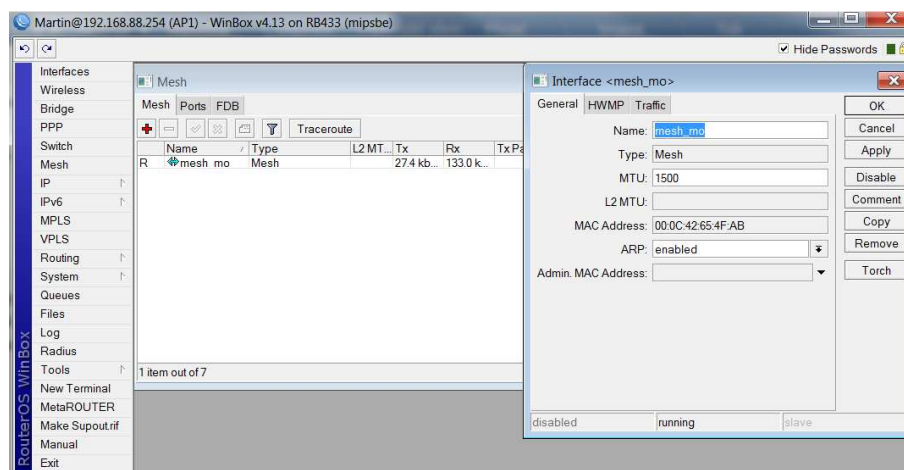 Martin@192.168.88.254 (AP1) - WinBox v4.13 on RB433 (mipsbe)
Hide Passwords
Interfaces
Wireless
Bridge
PPP
Switch
Mesh
IP
IPv6
MPLS
VPLS
Routing
System
Queues
Files
Log
Radius
Tools
New Terminal
MetaROUTER
Make Supout.rif
Manual
Exit
RouterOS WinBox
Mesh
Mesh Ports FDB
Traceroute
Name / Type L2 MT... Tx Rx Tx Pa
R mesh_mo Mesh 27.4 kb... 133.0 k...
1 item out of 7
Interface <mesh_mo>
General HWMP Traffic
Name: mesh_mo
Type: Mesh
MTU: 1500
L2 MTU:
MAC Address: 00:0C:42:65:4F:AB
ARP: enabled
Admin. MAC Address:
OK
Cancel
Apply
Disable
Comment
Copy
Remove
Torch
disabled running slave